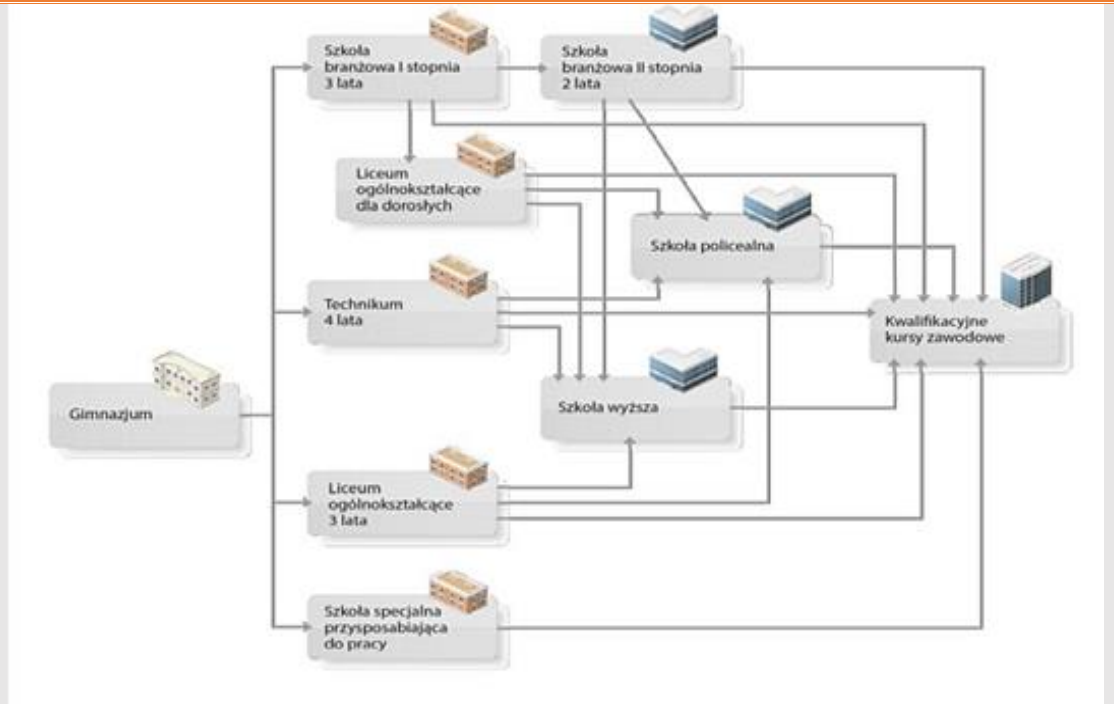 Szkoła
branżowa I stopnia
3 lata
Szkoła
branżowa II stopnia
2 lata
Liceum
ogólnokształcące
dla dorosłych
Szkoła policealna
Technikum
4 lata
Kwalifikacyjne
kursy zawodowe
Gimnazjum
Szkoła wyższa
Liceum
ogólnokształcące
3 lata
Szkoła specjalna
przysposabiająca
do pracy